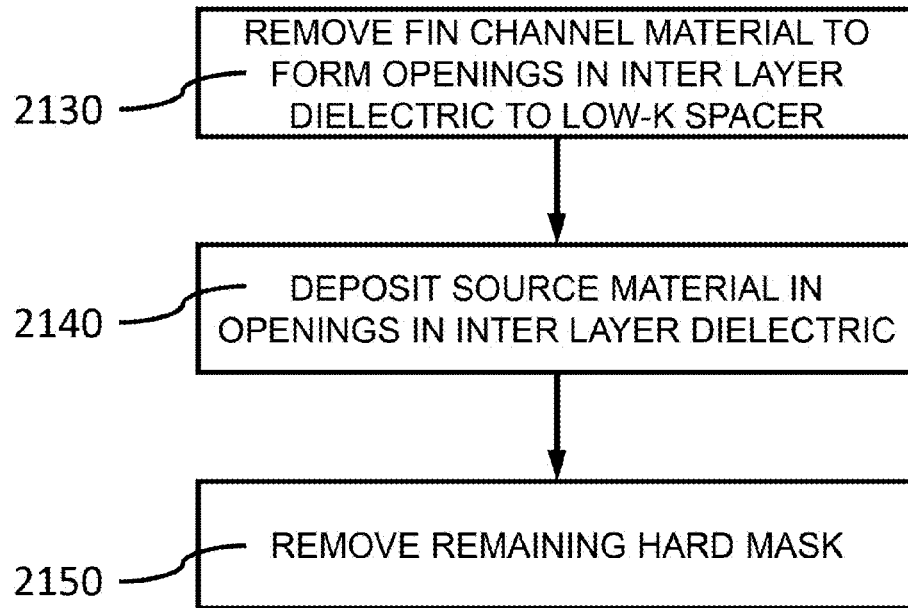 REMOVE FIN CHANNEL MATERIAL TO
FORM OPENINGS IN INTER LAYER
DIELECTRIC TO LOW-K SPACER
2130
DEPOSIT SOURCE MATERIAL IN
OPENINGS IN INTER LAYER DIELECTRIC
2140
REMOVE REMAINING HARD MASK
2150